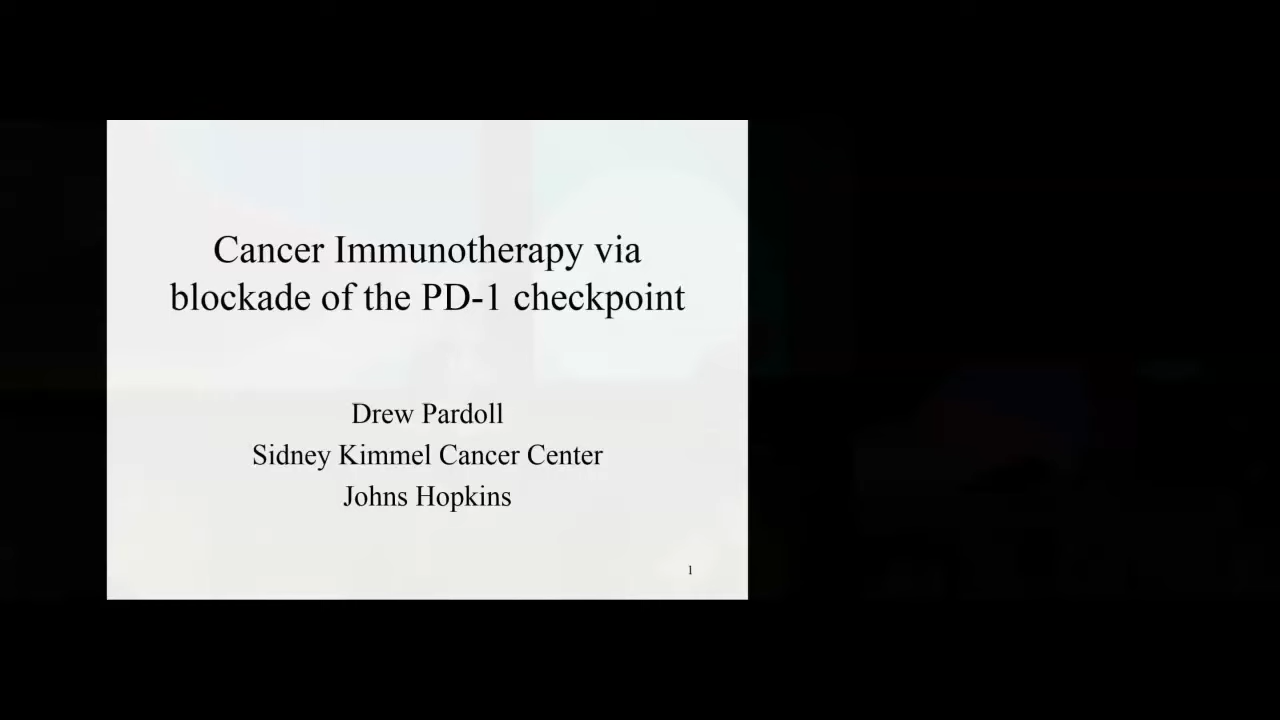 Cancer Immunotherapy via
blockade of the PD-1 checkpoint
Drew Pardoll
Sidney Kimmel Cancer Center
Johns Hopkins
1